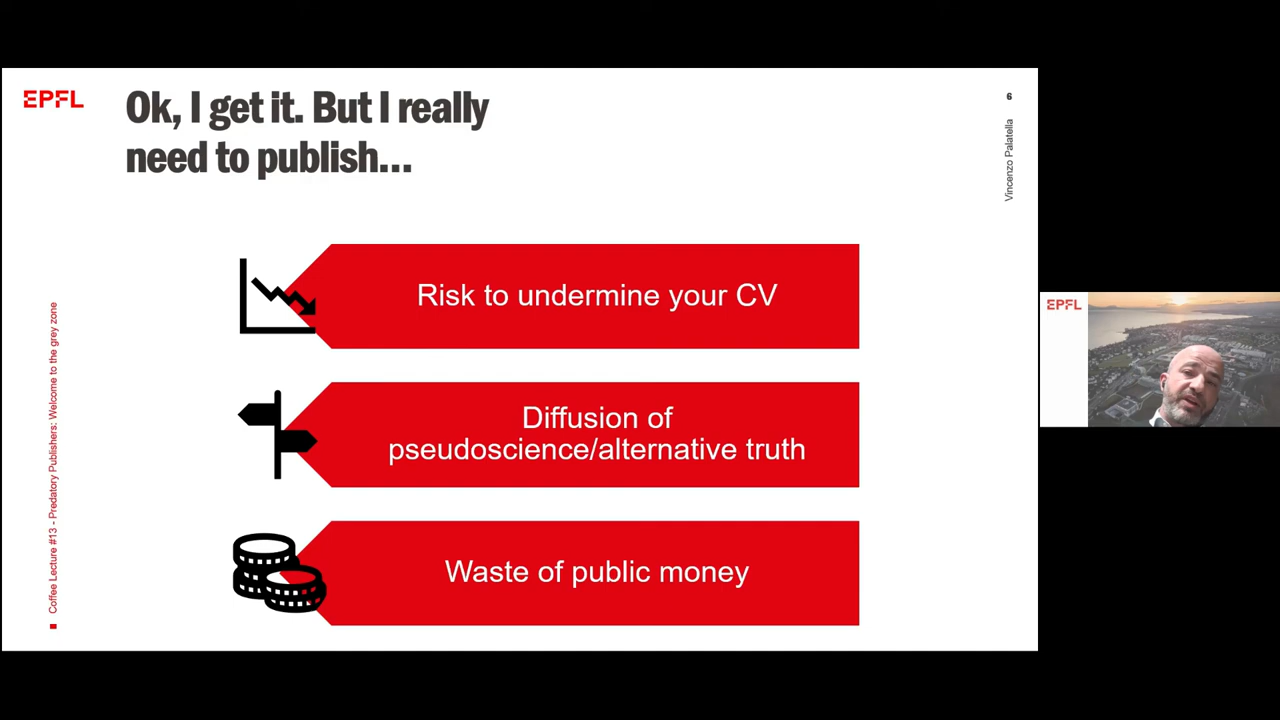 EPFL
Ok, I get it. But I really
need to publish...
6
Vincenzo Palatella
Risk to undermine your CV
Diffusion of
pseudoscience/alternative truth
Waste of public money
Coffee Lecture #13 - Predatory Publishers: Welcome to the grey zone
EPFL